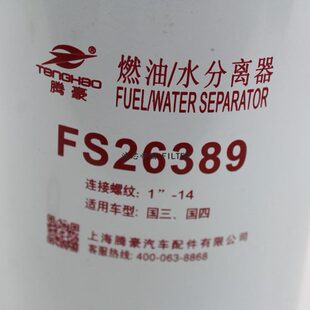 TENGHAO
腾豪
燃油/水分离器
FUEL/WATER SEPARATOR
FS26389
连接螺纹: 1"-14
适用车型: 国三、国四
上海腾豪汽车配件有限公司
客服热线: 400-063-8868